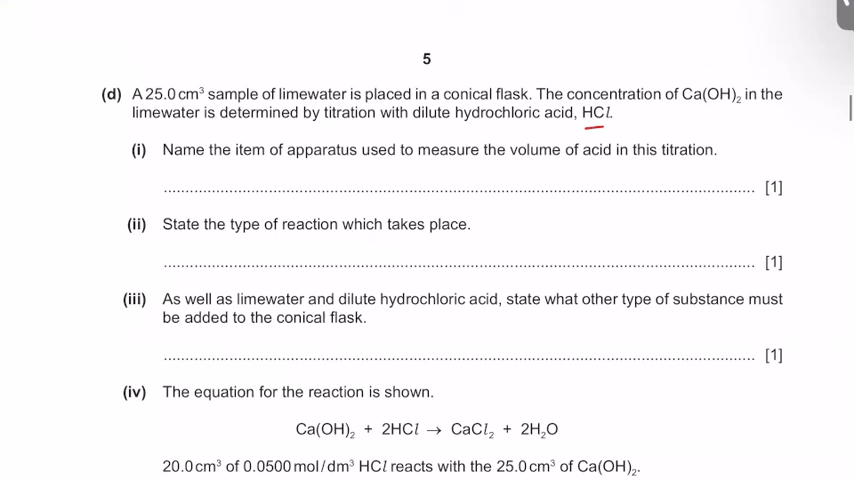 5
(d) A 25.0 cm³ sample of limewater is placed in a conical flask. The concentration of Ca(OH)₂ in the
limewater is determined by titration with dilute hydrochloric acid, HCl.
(i) Name the item of apparatus used to measure the volume of acid in this titration.
................................................................................................................................ [1]
(ii) State the type of reaction which takes place.
................................................................................................................................ [1]
(iii) As well as limewater and dilute hydrochloric acid, state what other type of substance must
be added to the conical flask.
................................................................................................................................ [1]
(iv) The equation for the reaction is shown.
Ca(OH)₂ + 2HCl → CaCl₂ + 2H₂O
20.0 cm³ of 0.0500 mol/dm³ HCl reacts with the 25.0 cm³ of Ca(OH)₂.